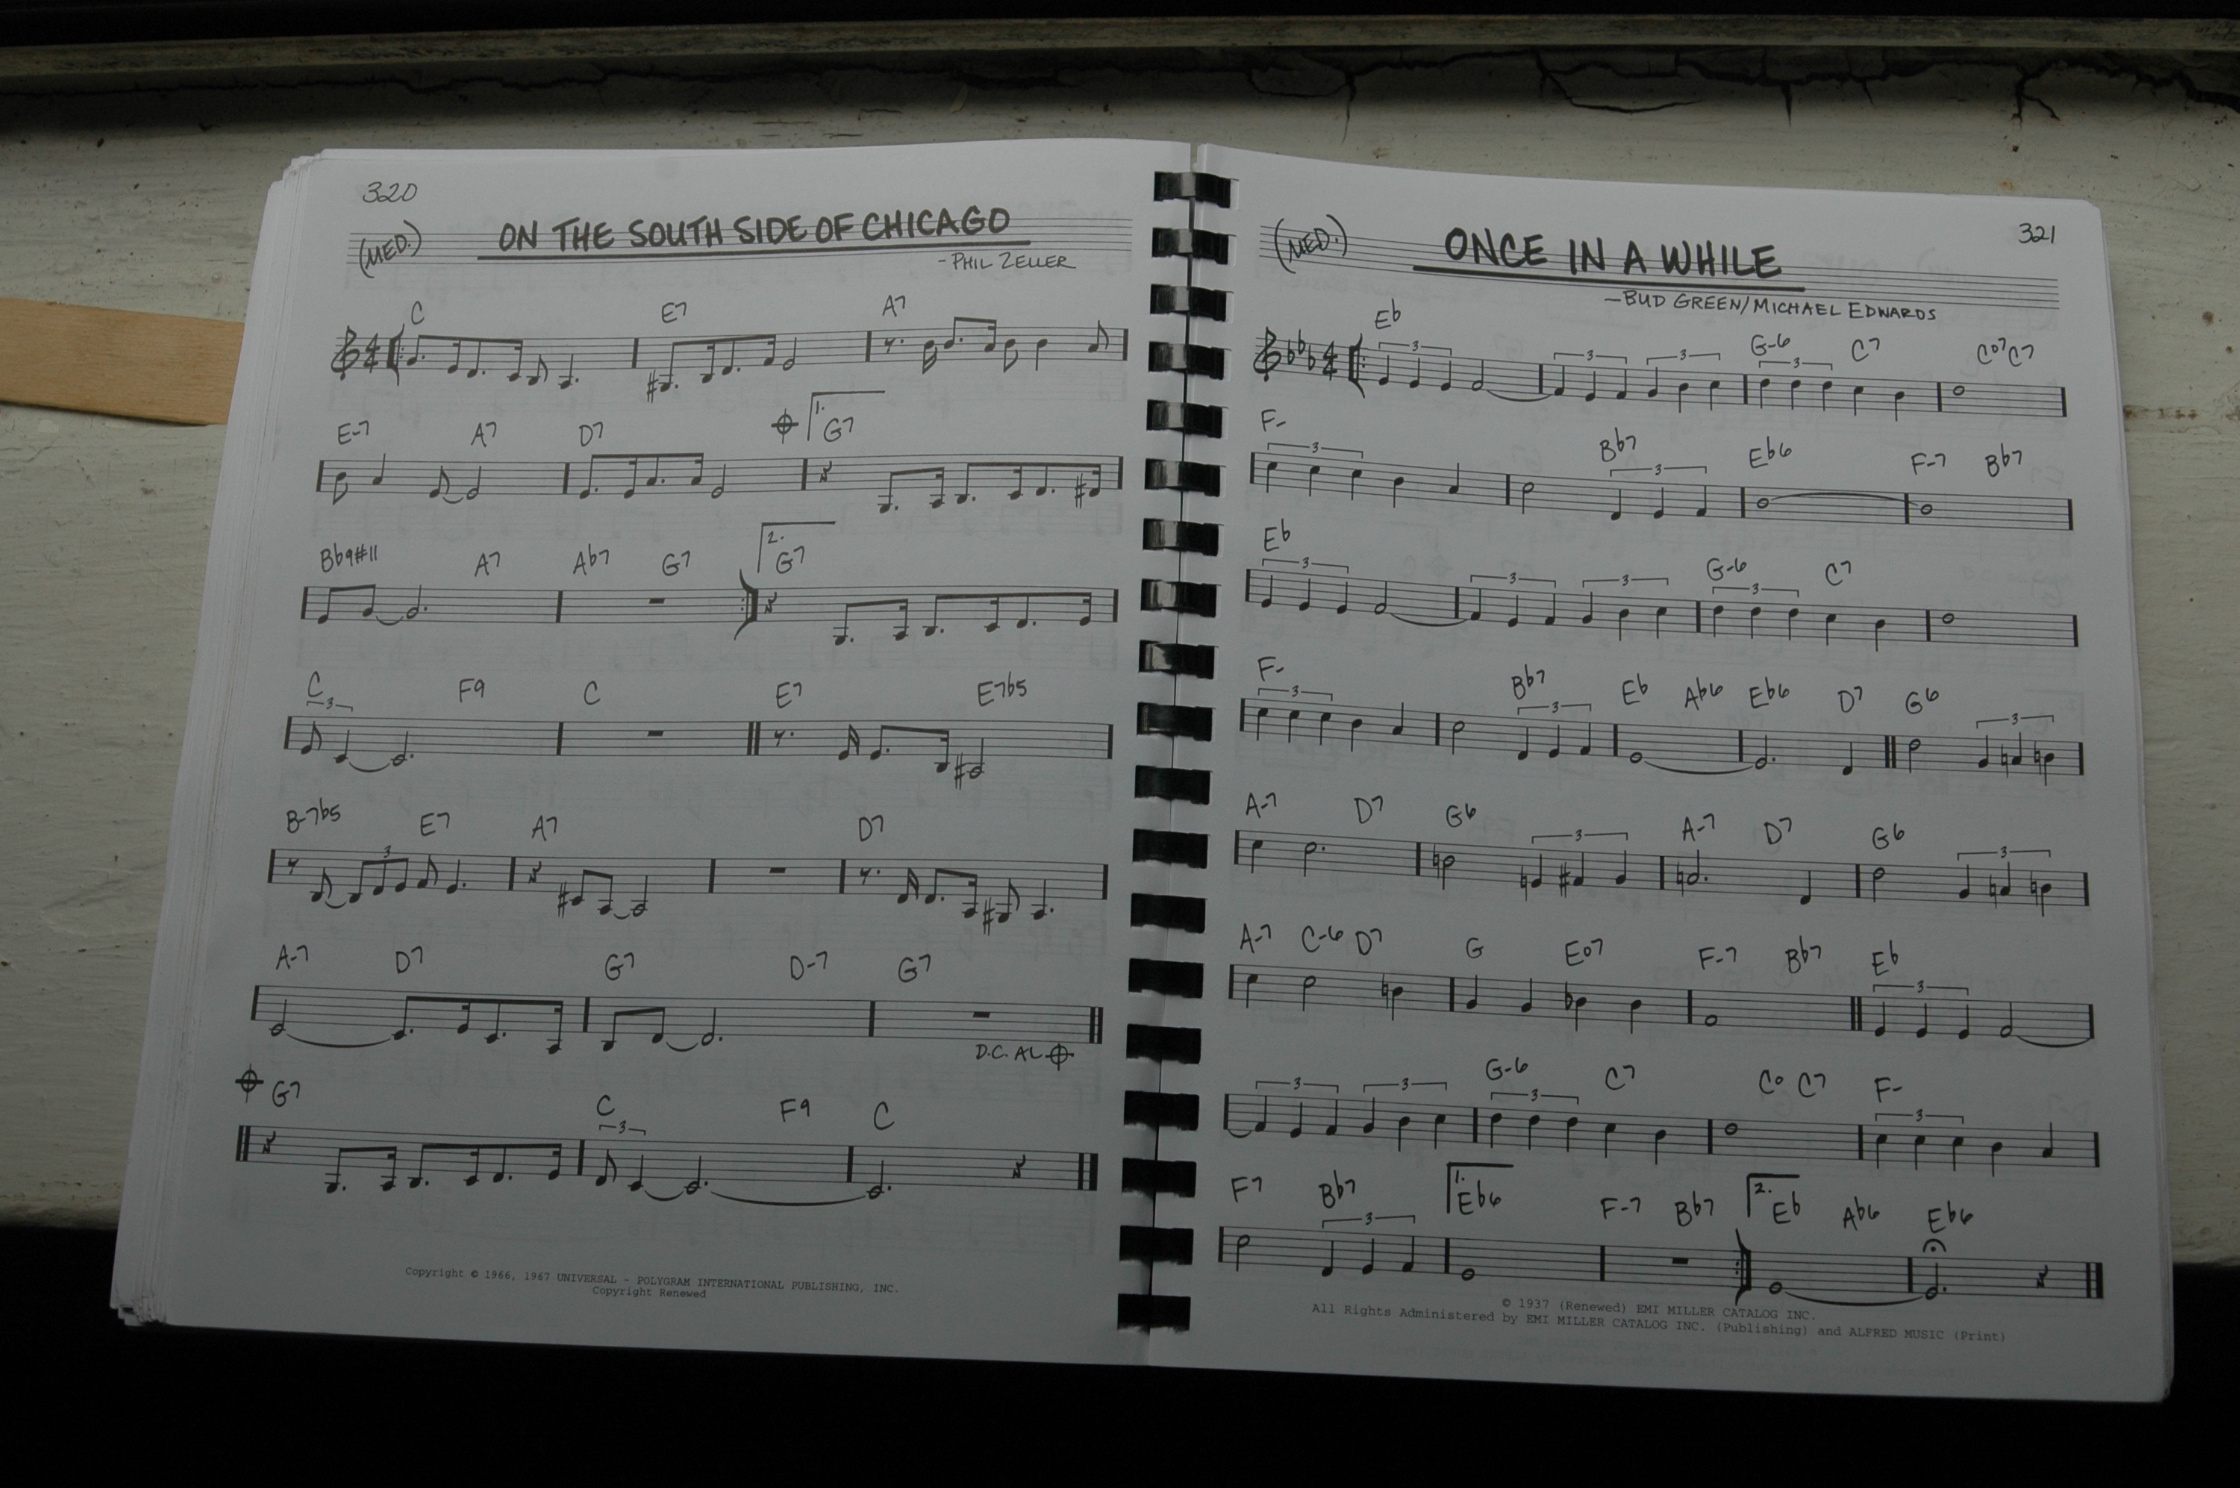 320
(MED.)
ON THE SOUTH SIDE OF CHICAGO
- PHIL ZELLER
C E7 A7
E-7 A7 D7 1. G7
Bb9#11 A7 Ab7 G7 2. G7
C F9 C E7 E7b5
3
B-7b5 E7 A7 D7
3
A-7 D7 G7 D-7 G7
D.C. AL
G7 C F9 C
3
Copyright © 1966, 1967 UNIVERSAL - POLYGRAM INTERNATIONAL PUBLISHING, INC.
Copyright Renewed
321
(MED.)
ONCE IN A WHILE
- BUD GREEN/MICHAEL EDWARDS
Eb G-6 C7 Co7 C7
3 3 3 3
F- Bb7 Eb6 F-7 Bb7
3 3
Eb G-6 C7
3 3 3 3
F- Bb7 Eb Ab6 Eb6 D7 G6
3 3 3
A-7 D7 G6 A-7 D7 G6
3 3
A-7 C-6 D7 G Eo7 F-7 Bb7 Eb
3
G-6 C7 Co C7 F-
3 3 3 3
F7 Bb7 1. Eb6 F-7 Bb7 2. Eb Ab6 Eb6
3
© 1937 (Renewed) EMI MILLER CATALOG INC.
All Rights Administered by EMI MILLER CATALOG INC. (Publishing) and ALFRED MUSIC (Print)